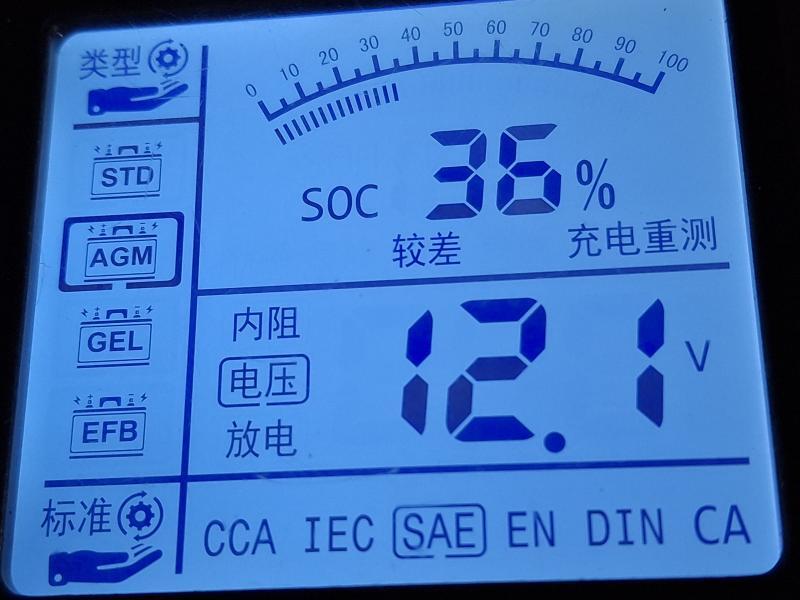 类型
0 10 20 30 40 50 60 70 80 90 100
STD
SOC 36%
AGM
较差 充电重测
GEL
内阻
电压 12.1 V
放电
EFB
标准
CCA IEC SAE EN DIN CA